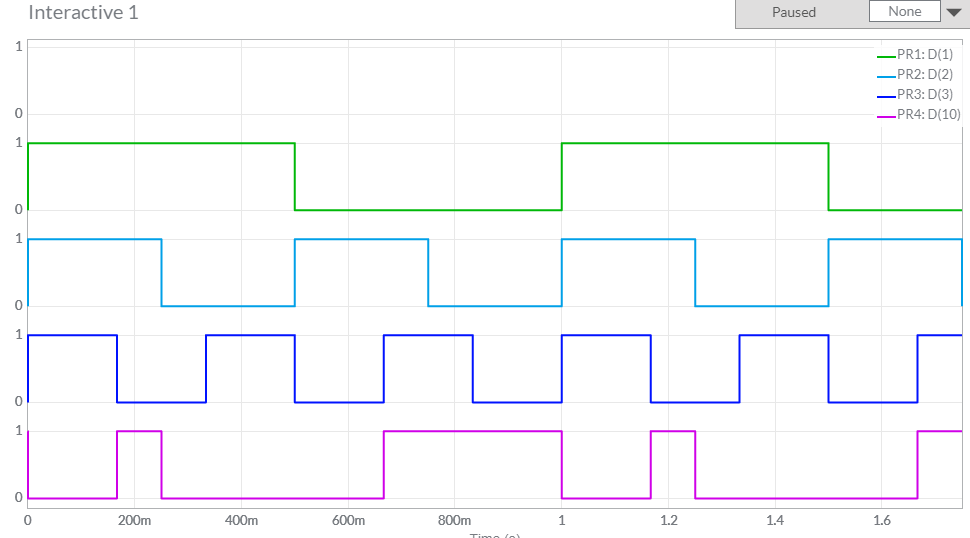 Interactive 1
Paused
None
1
PR1: D(1)
PR2: D(2)
PR3: D(3)
0
PR4: D(10)
1
0
1
0
1
0
1
0
0 200m 400m 600m 800m 1 1.2 1.4 1.6
Time (s)